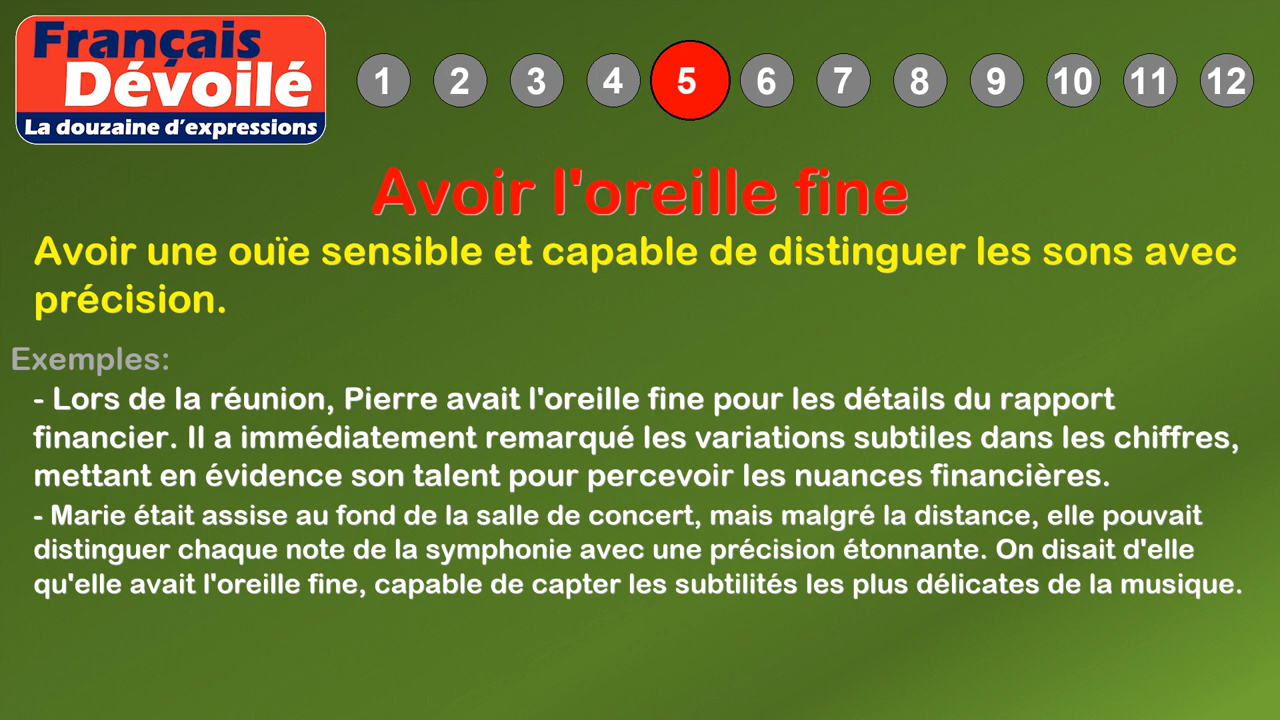 Français
Dévoilé
La douzaine d'expressions
1 2 3 4 5 6 7 8 9 10 11 12
Avoir l'oreille fine
Avoir une ouïe sensible et capable de distinguer les sons avec
précision.
Exemples:
- Lors de la réunion, Pierre avait l'oreille fine pour les détails du rapport
financier. Il a immédiatement remarqué les variations subtiles dans les chiffres,
mettant en évidence son talent pour percevoir les nuances financières.
- Marie était assise au fond de la salle de concert, mais malgré la distance, elle pouvait
distinguer chaque note de la symphonie avec une précision étonnante. On disait d'elle
qu'elle avait l'oreille fine, capable de capter les subtilités les plus délicates de la musique.